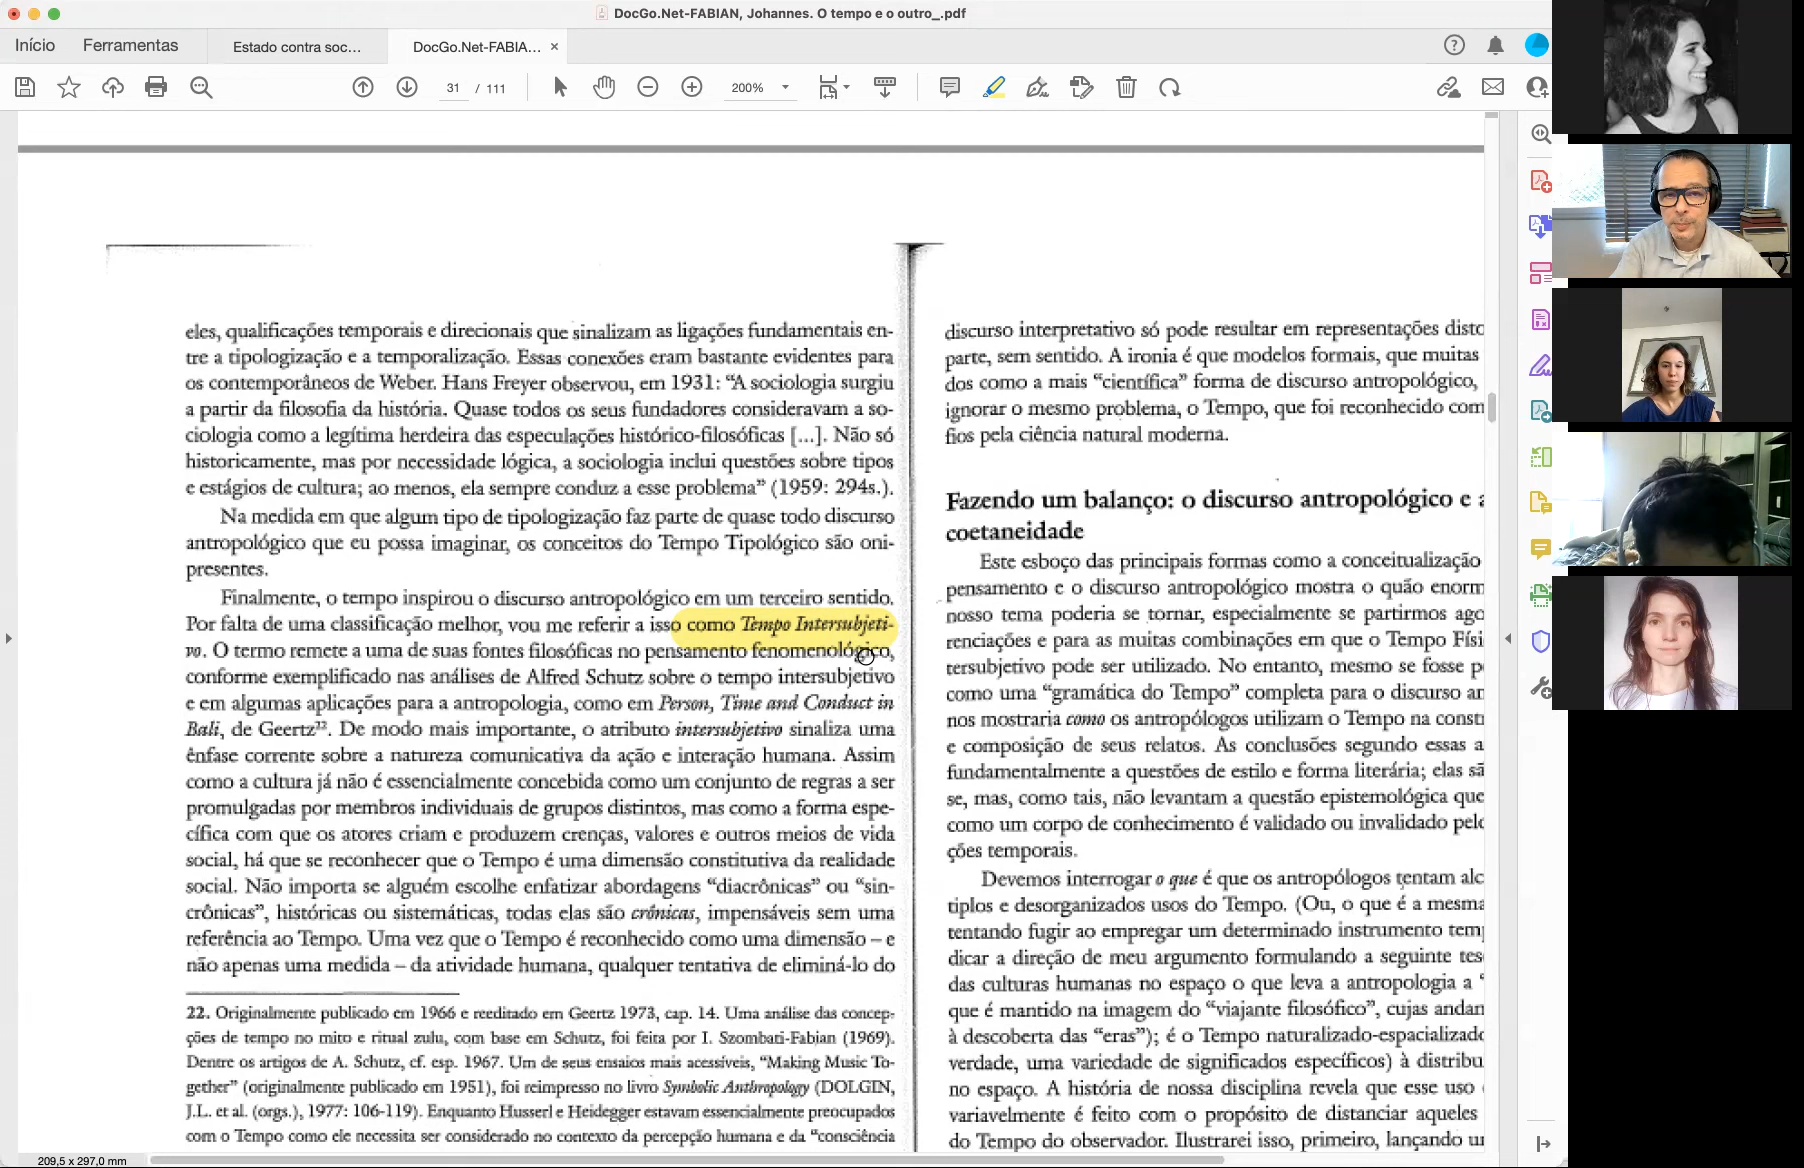 DocGo.Net-FABIAN, Johannes. O tempo e o outro_.pdf
Início
Ferramentas
Estado contra soc...
DocGo.Net-FABIA... ×
31 / 111
200%
eles, qualificações temporais e direcionais que sinalizam as ligações fundamentais en-
tre a tipologização e a temporalização. Essas conexões eram bastante evidentes para
os contemporâneos de Weber. Hans Freyer observou, em 1931: “A sociologia surgiu
a partir da filosofia da história. Quase todos os seus fundadores consideravam a so-
ciologia como a legítima herdeira das especulações histórico-filosóficas [...]. Não só
historicamente, mas por necessidade lógica, a sociologia inclui questões sobre tipos
e estágios de cultura; ao menos, ela sempre conduz a esse problema” (1959: 294s.).
Na medida em que algum tipo de tipologização faz parte de quase todo discurso
antropológico que eu possa imaginar, os conceitos do Tempo Tipológico são oni-
presentes.
Finalmente, o tempo inspirou o discurso antropológico em um terceiro sentido.
Por falta de uma classificação melhor, vou me referir a isso como Tempo Intersubjeti-
vo. O termo remete a uma de suas fontes filosóficas no pensamento fenomenológico,
conforme exemplificado nas análises de Alfred Schutz sobre o tempo intersubjetivo
e em algumas aplicações para a antropologia, como em Person, Time and Conduct in
Bali, de Geertz²². De modo mais importante, o atributo intersubjetivo sinaliza uma
ênfase corrente sobre a natureza comunicativa da ação e interação humana. Assim
como a cultura já não é essencialmente concebida como um conjunto de regras a ser
promulgadas por membros individuais de grupos distintos, mas como a forma espe-
cífica com que os atores criam e produzem crenças, valores e outros meios de vida
social, há que se reconhecer que o Tempo é uma dimensão constitutiva da realidade
social. Não importa se alguém escolhe enfatizar abordagens “diacrônicas” ou “sin-
crônicas”, históricas ou sistemáticas, todas elas são crônicas, impensáveis sem uma
referência ao Tempo. Uma vez que o Tempo é reconhecido como uma dimensão – e
não apenas uma medida – da atividade humana, qualquer tentativa de eliminá-lo do
22. Originalmente publicado em 1966 e reeditado em Geertz 1973, cap. 14. Uma análise das concep-
ções de tempo no mito e ritual zulu, com base em Schutz, foi feita por I. Szombati-Fabian (1969).
Dentre os artigos de A. Schutz, cf. esp. 1967. Um de seus ensaios mais acessíveis, “Making Music To-
gether” (originalmente publicado em 1951), foi reimpresso no livro Symbolic Anthropology (DOLGIN,
J.L. et al. (orgs.), 1977: 106-119). Enquanto Husserl e Heidegger estavam essencialmente preocupados
com o Tempo como ele necessita ser considerado no contexto da percepção humana e da “consciência
discurso interpretativo só pode resultar em representações disto
parte, sem sentido. A ironia é que modelos formais, que muitas
dos como a mais “científica” forma de discurso antropológico,
ignorar o mesmo problema, o Tempo, que foi reconhecido com
fios pela ciência natural moderna.
Fazendo um balanço: o discurso antropológico e a
coetaneidade
Este esboço das principais formas como a conceitualização
pensamento e o discurso antropológico mostra o quão enorm
nosso tema poderia se tornar, especialmente se partirmos ago
renciações e para as muitas combinações em que o Tempo Físi
tersubjetivo pode ser utilizado. No entanto, mesmo se fosse p
como uma “gramática do Tempo” completa para o discurso an
nos mostraria como os antropólogos utilizam o Tempo na const
e composição de seus relatos. As conclusões segundo essas a
fundamentalmente a questões de estilo e forma literária; elas sã
se, mas, como tais, não levantam a questão epistemológica que
como um corpo de conhecimento é validado ou invalidado pelo
ções temporais.
Devemos interrogar o que é que os antropólogos tentam alc
tiplos e desorganizados usos do Tempo. (Ou, o que é a mesma
tentando fugir ao empregar um determinado instrumento tem
dicar a direção de meu argumento formulando a seguinte tes
das culturas humanas no espaço o que leva a antropologia a “
que é mantido na imagem do “viajante filosófico”, cujas andan
à descoberta das “eras”); é o Tempo naturalizado-espacializado
verdade, uma variedade de significados específicos) à distribu
no espaço. A história de nossa disciplina revela que esse uso
variavelmente é feito com o propósito de distanciar aqueles
do Tempo do observador. Ilustrarei isso, primeiro, lançando u
209,5 x 297,0 mm